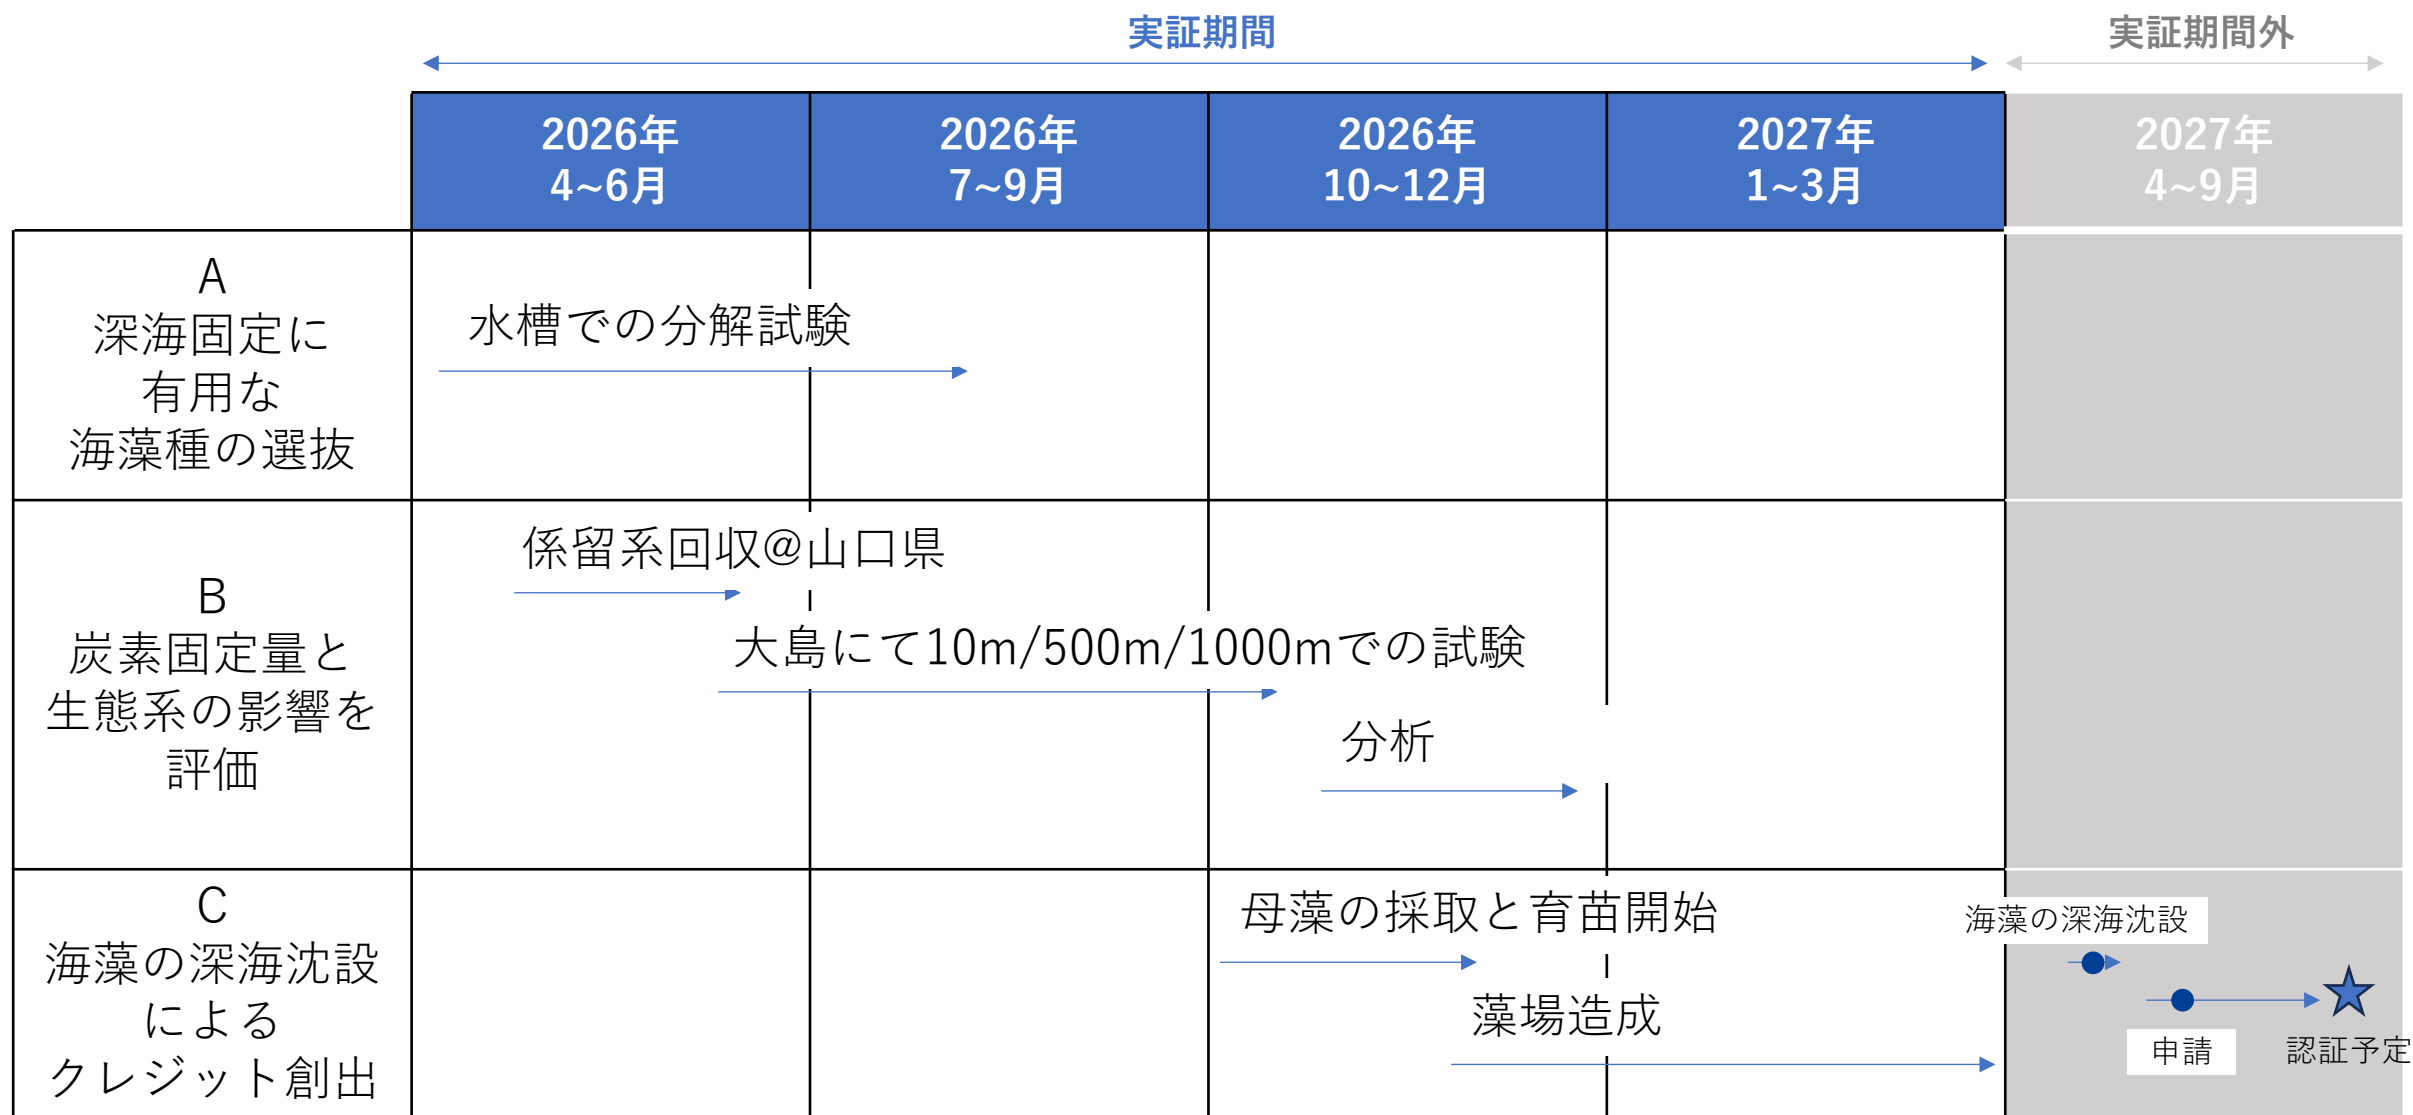 実証期間
実証期間外
2026年
4~6月
2026年
7~9月
2026年
10~12月
2027年
1~3月
2027年
4~9月
A
深海固定に
有用な
海藻種の選抜
水槽での分解試験
B
炭素固定量と
生態系の影響を
評価
係留系回収@山口県
大島にて10m/500m/1000mでの試験
分析
C
海藻の深海沈設
による
クレジット創出
母藻の採取と育苗開始
藻場造成
海藻の深海沈設
申請
認証予定